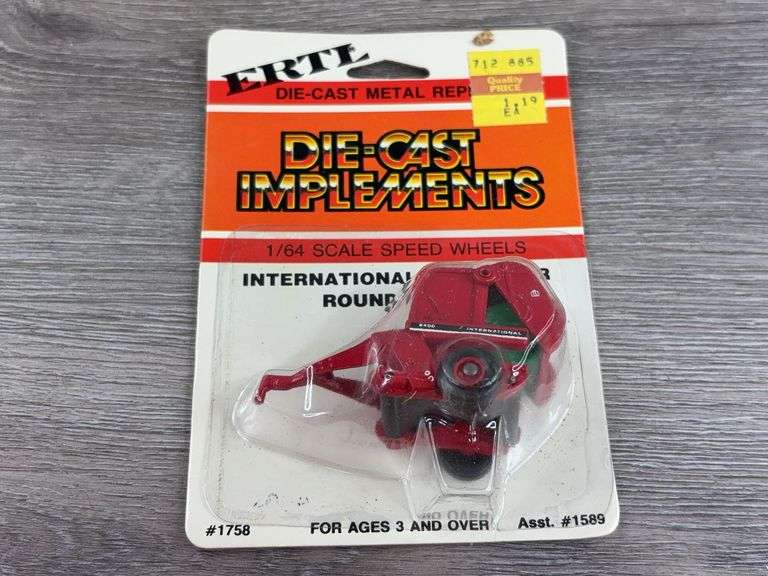 ERTL
712 885
Quality
PRICE
1.19
EA
DIE-CAST METAL REP
DIE-CAST
IMPLEMENTS
1/64 SCALE SPEED WHEELS
INTERNATIONAL
ROUND
INTERNATIONAL
#1758
FOR AGES 3 AND OVER
Asst. #1589